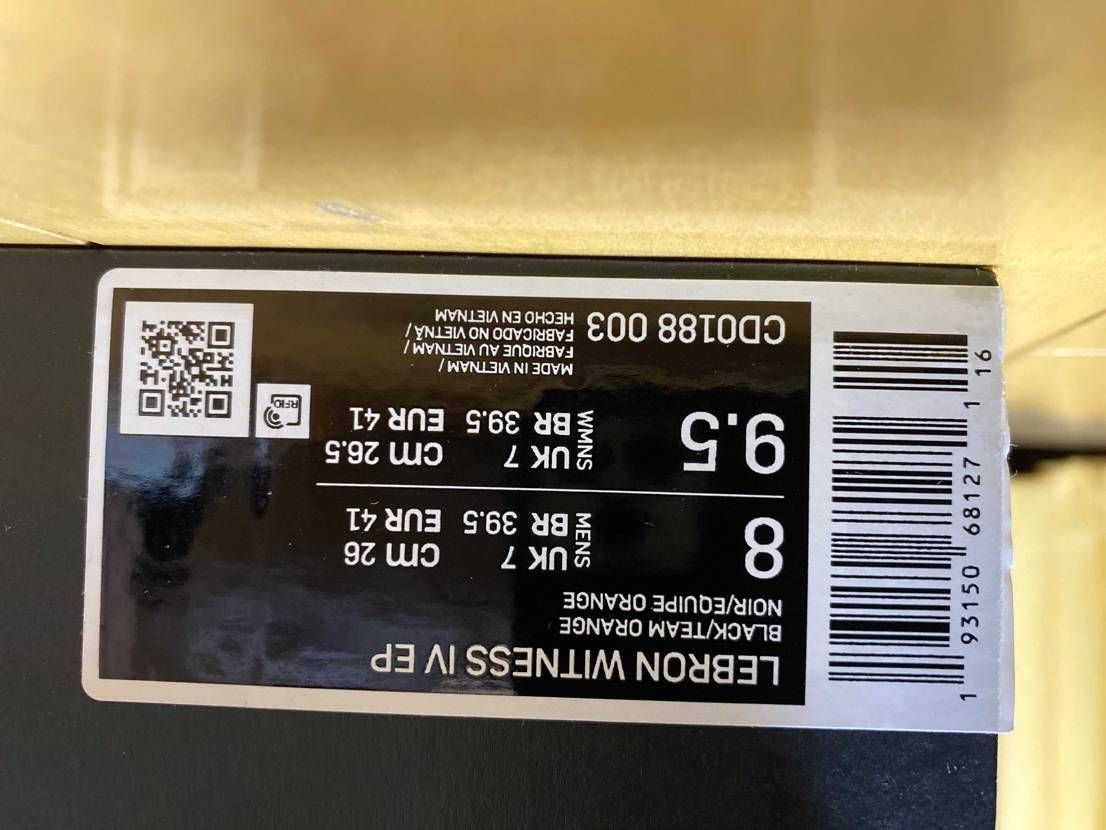 LEBRON WITNESS IV EP
BLACK/TEAM ORANGE
NOIR/EQUIPE ORANGE
8
MENS
UK 7 CM 26
BR 39.5 EUR 41
9.5
WMNS
UK 7 CM 26.5
BR 39.5 EUR 41
CD0188 003
MADE IN VIETNAM /
FABRIQUE AU VIETNAM /
FABRICADO NO VIETNÃ /
HECHO EN VIETNAM
RFID
1 93150 68127 1 16